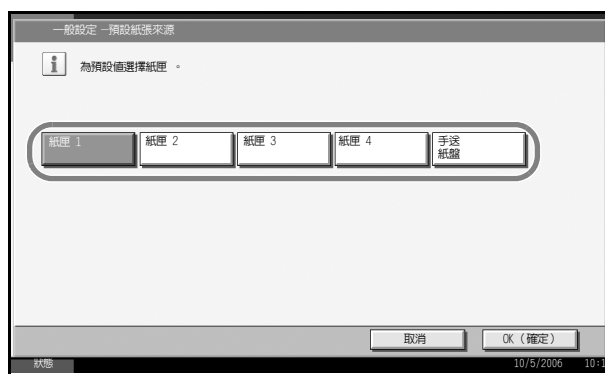 一般設定 －預設紙張來源
i 為預設值選擇紙匣 。
紙匣 1
紙匣 2
紙匣 3
紙匣 4
手送
紙盤
取消
OK（確定）
狀態
10/5/2006